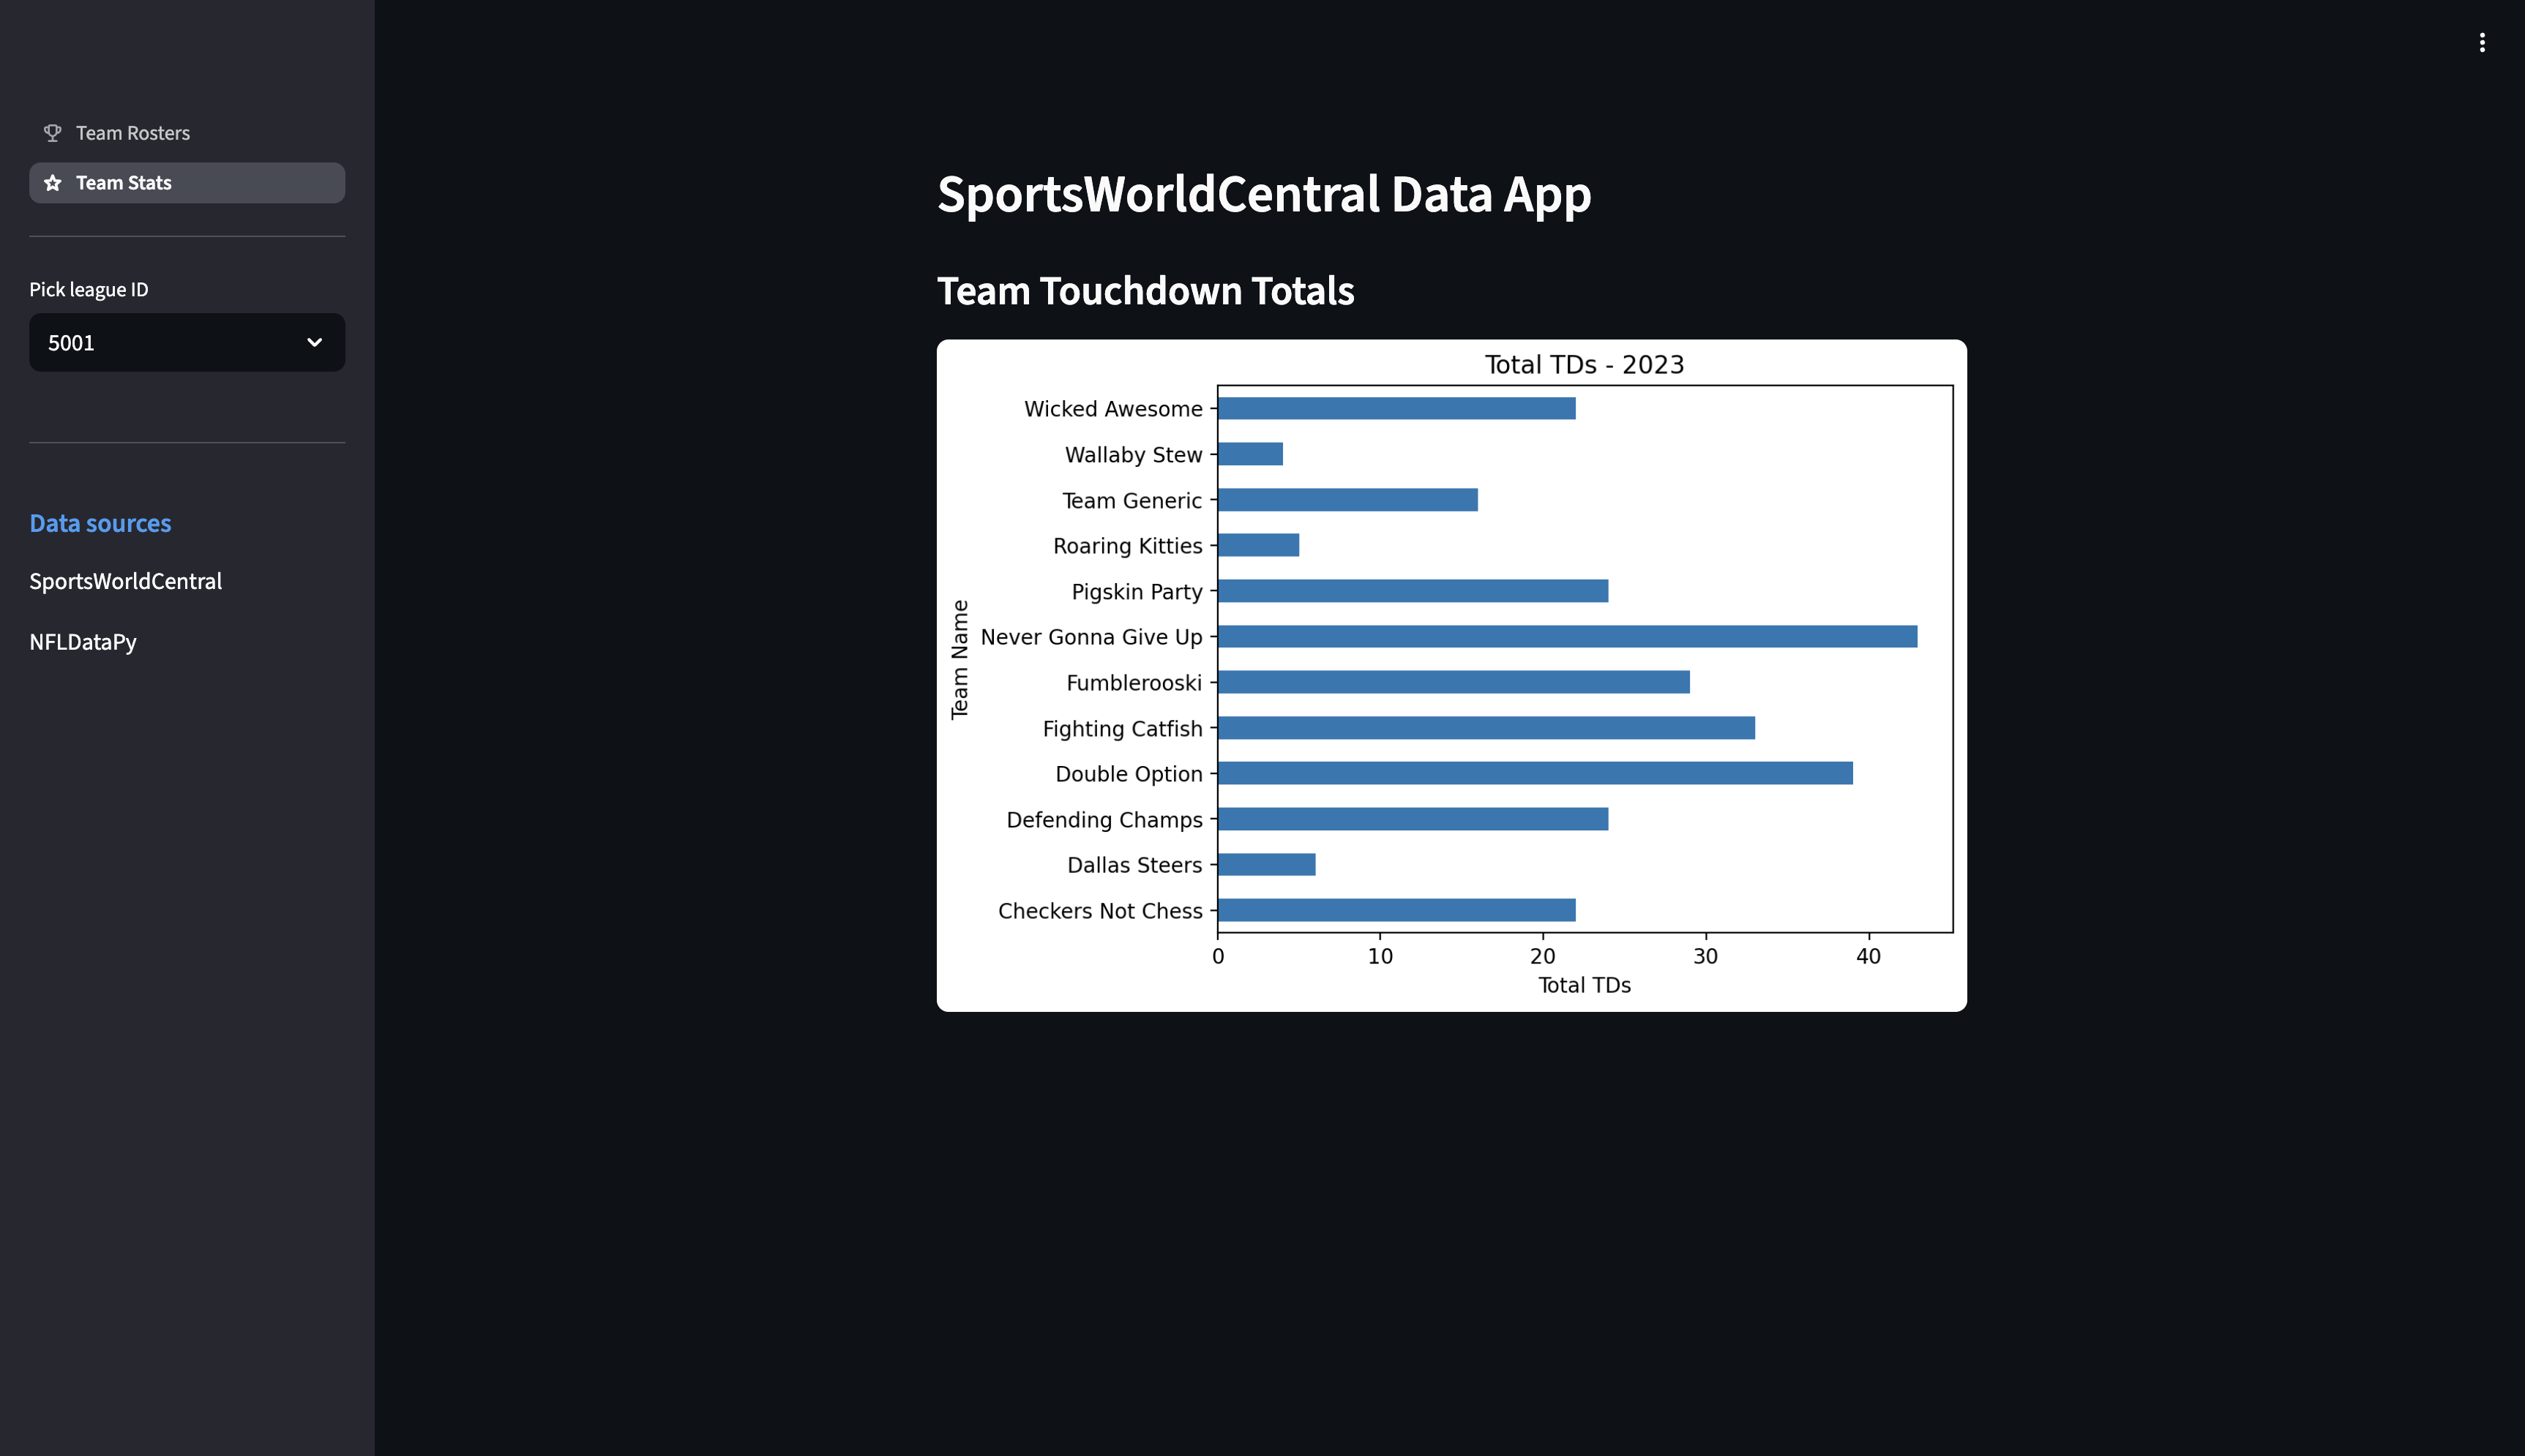 Team Rosters
Team Stats
Pick league ID
5001
Data sources
SportsWorldCentral
NFLDataPy
SportsWorldCentral Data App
Team Touchdown Totals
Total TDs - 2023
Team Name
Wicked Awesome
Wallaby Stew
Team Generic
Roaring Kitties
Pigskin Party
Never Gonna Give Up
Fumblerooski
Fighting Catfish
Double Option
Defending Champs
Dallas Steers
Checkers Not Chess
0 10 20 30 40
Total TDs